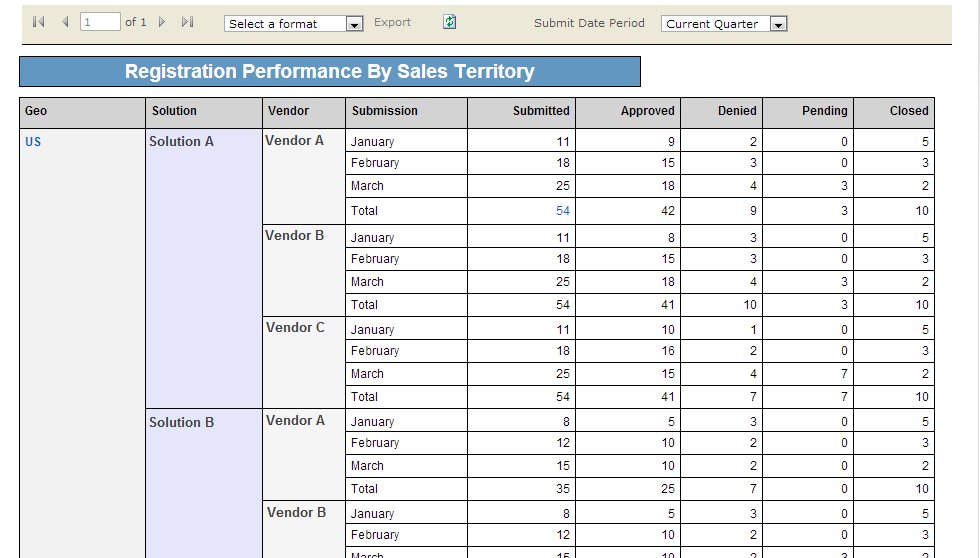 1 of 1 Select a format Export Submit Date Period Current Quarter
Registration Performance By Sales Territory
Geo Solution Vendor Submission Submitted Approved Denied Pending Closed
US Solution A Vendor A January 11 9 2 0 5
February 18 15 3 0 3
March 25 18 4 3 2
Total 54 42 9 3 10
Vendor B January 11 8 3 0 5
February 18 15 3 0 3
March 25 18 4 3 2
Total 54 41 10 3 10
Vendor C January 11 10 1 0 5
February 18 16 2 0 3
March 25 15 4 7 2
Total 54 41 7 7 10
Solution B Vendor A January 8 5 3 0 5
February 12 10 2 0 3
March 15 10 2 0 2
Total 35 25 7 0 10
Vendor B January 8 5 3 0 5
February 12 10 2 0 3
March 15 10 2 3 2